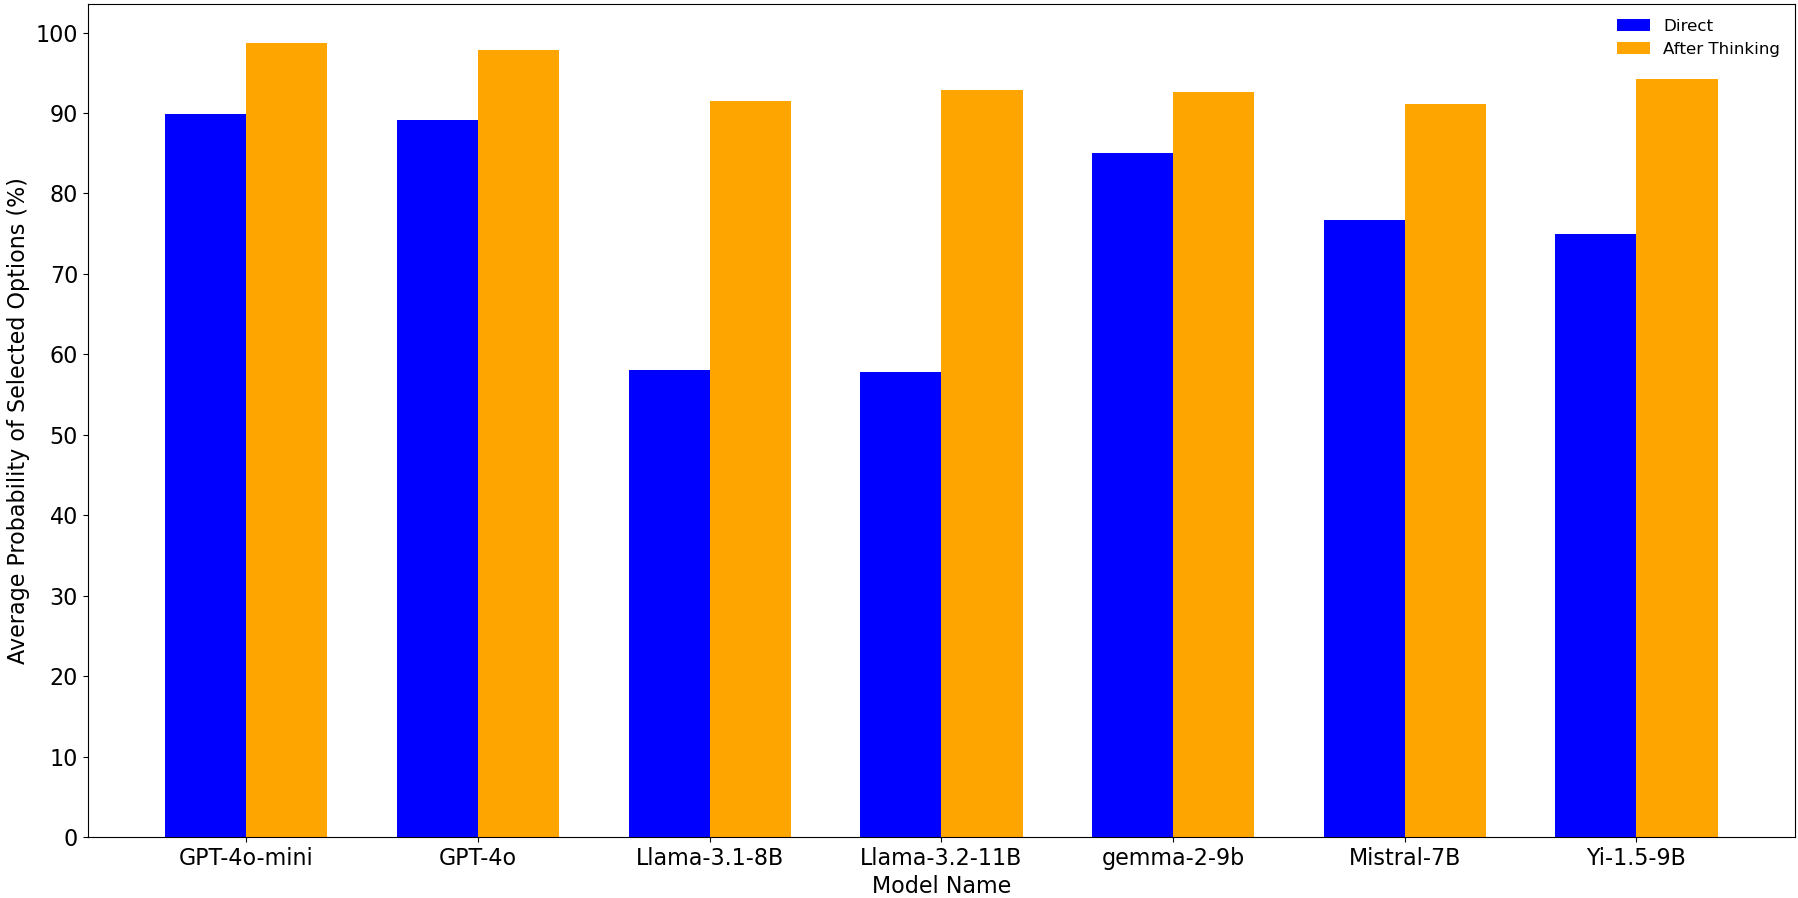 Direct
After Thinking
Average Probability of Selected Options (%)
100
90
80
70
60
50
40
30
20
10
0
GPT-4o-mini GPT-4o Llama-3.1-8B Llama-3.2-11B gemma-2-9b Mistral-7B Yi-1.5-9B
Model Name